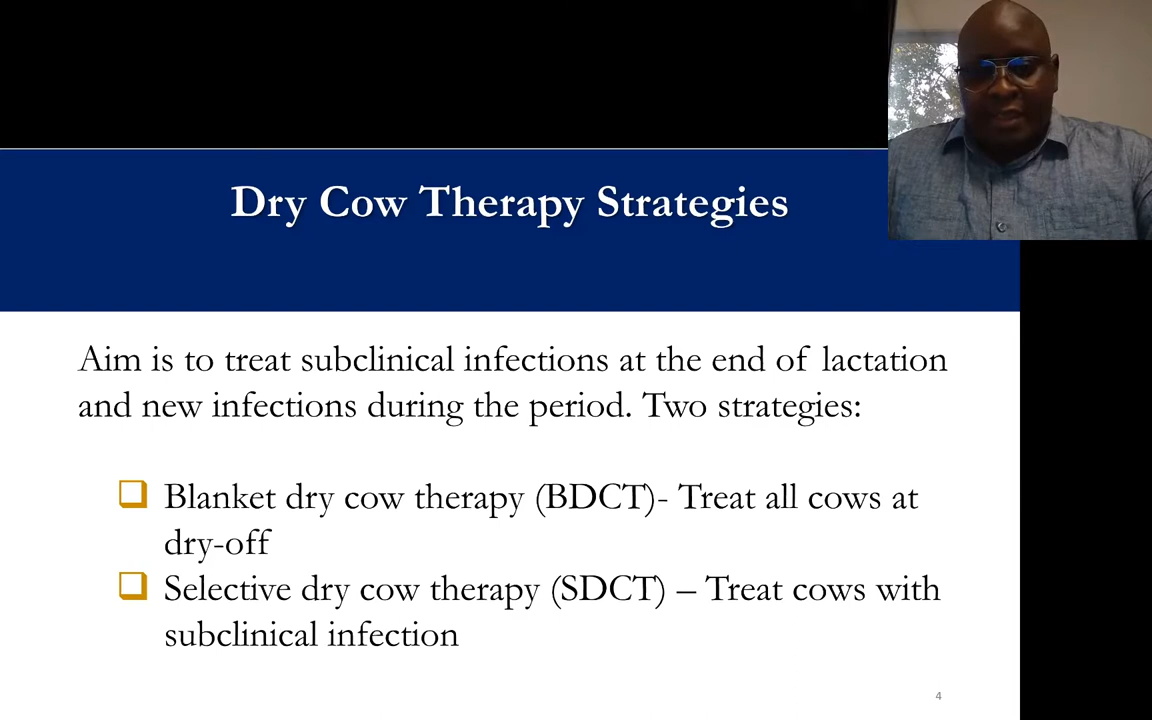 Dry Cow Therapy Strategies
Aim is to treat subclinical infections at the end of lactation
and new infections during the period. Two strategies:
Blanket dry cow therapy (BDCT)- Treat all cows at
dry-off
Selective dry cow therapy (SDCT) – Treat cows with
subclinical infection
4